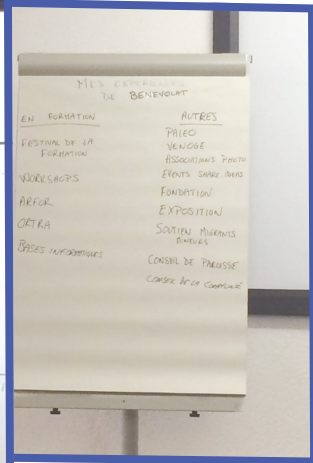 MES EXPERIENCES
DE BENEVOLAT
EN FORMATION
FESTIVAL DE LA
FORMATION
WORKSHOPS
ARFOR
ORTRA
BASES INFORMATIQUES
AUTRES
PALEO
VENOGE
ASSOCIATIONS PHOTO
EVENTS SHARE IDEAS
FONDATION
EXPOSITION
SOUTIEN MIGRANTS
MINEURS
CONSEIL DE PAROISSE
CONSEIL DE LA